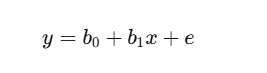 y = b₀ + b₁x + e